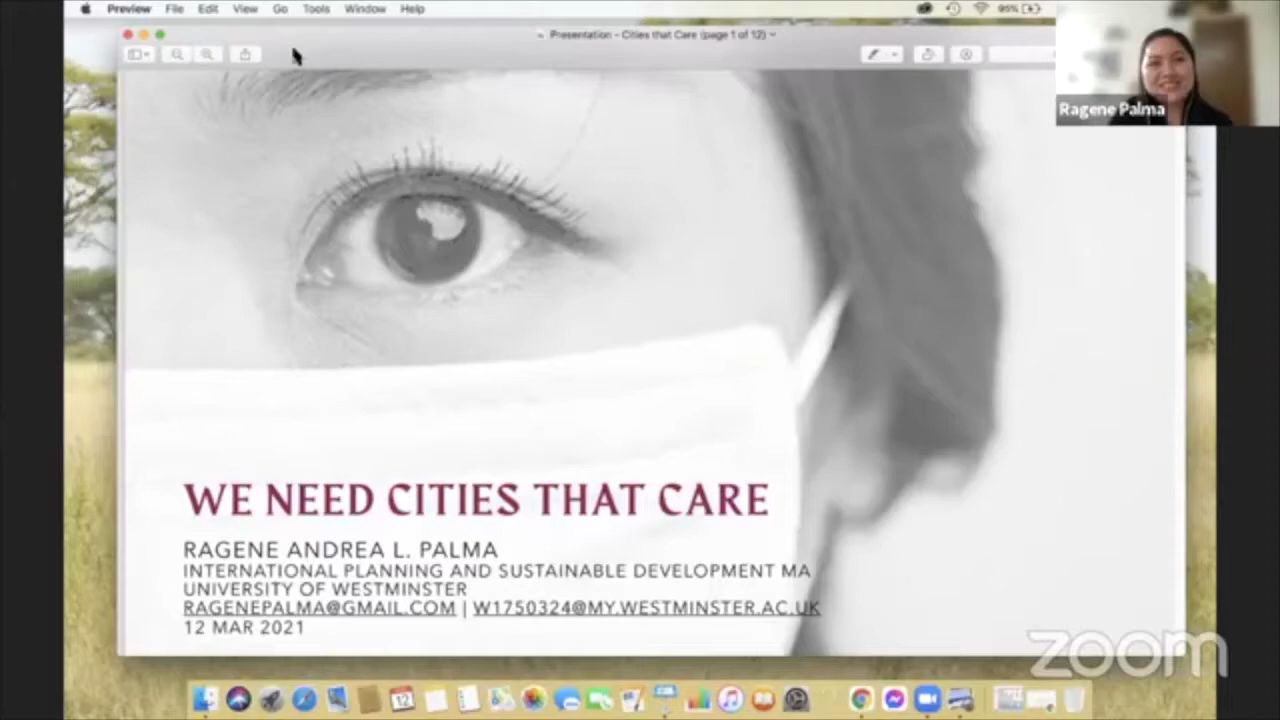 Preview File Edit View Go Tools Window Help
95%
Presentation - Cities that Care (page 1 of 12)
Ragene Palma
WE NEED CITIES THAT CARE
RAGENE ANDREA L. PALMA
INTERNATIONAL PLANNING AND SUSTAINABLE DEVELOPMENT MA
UNIVERSITY OF WESTMINSTER
RAGENEPALMA@GMAIL.COM | W1750324@MY.WESTMINSTER.AC.UK
12 MAR 2021
zoom
12